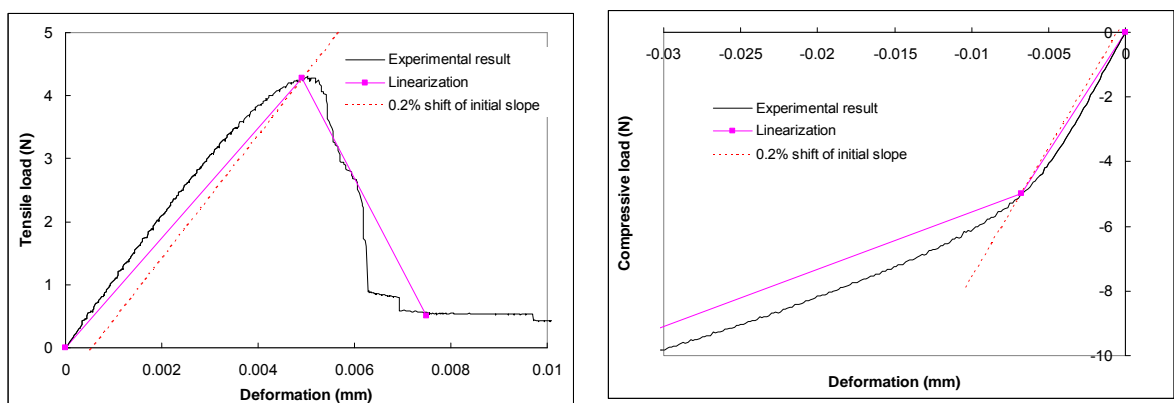 5
4
3
2
1
0
Tensile load (N)
Experimental result
Linearization
0.2% shift of initial slope
0 0.002 0.004 0.006 0.008 0.01
Deformation (mm)
-0.03 -0.025 -0.02 -0.015 -0.01 -0.005 0
0
-2
-4
-6
-8
-10
Compressive load (N)
Experimental result
Linearization
0.2% shift of initial slope
Deformation (mm)